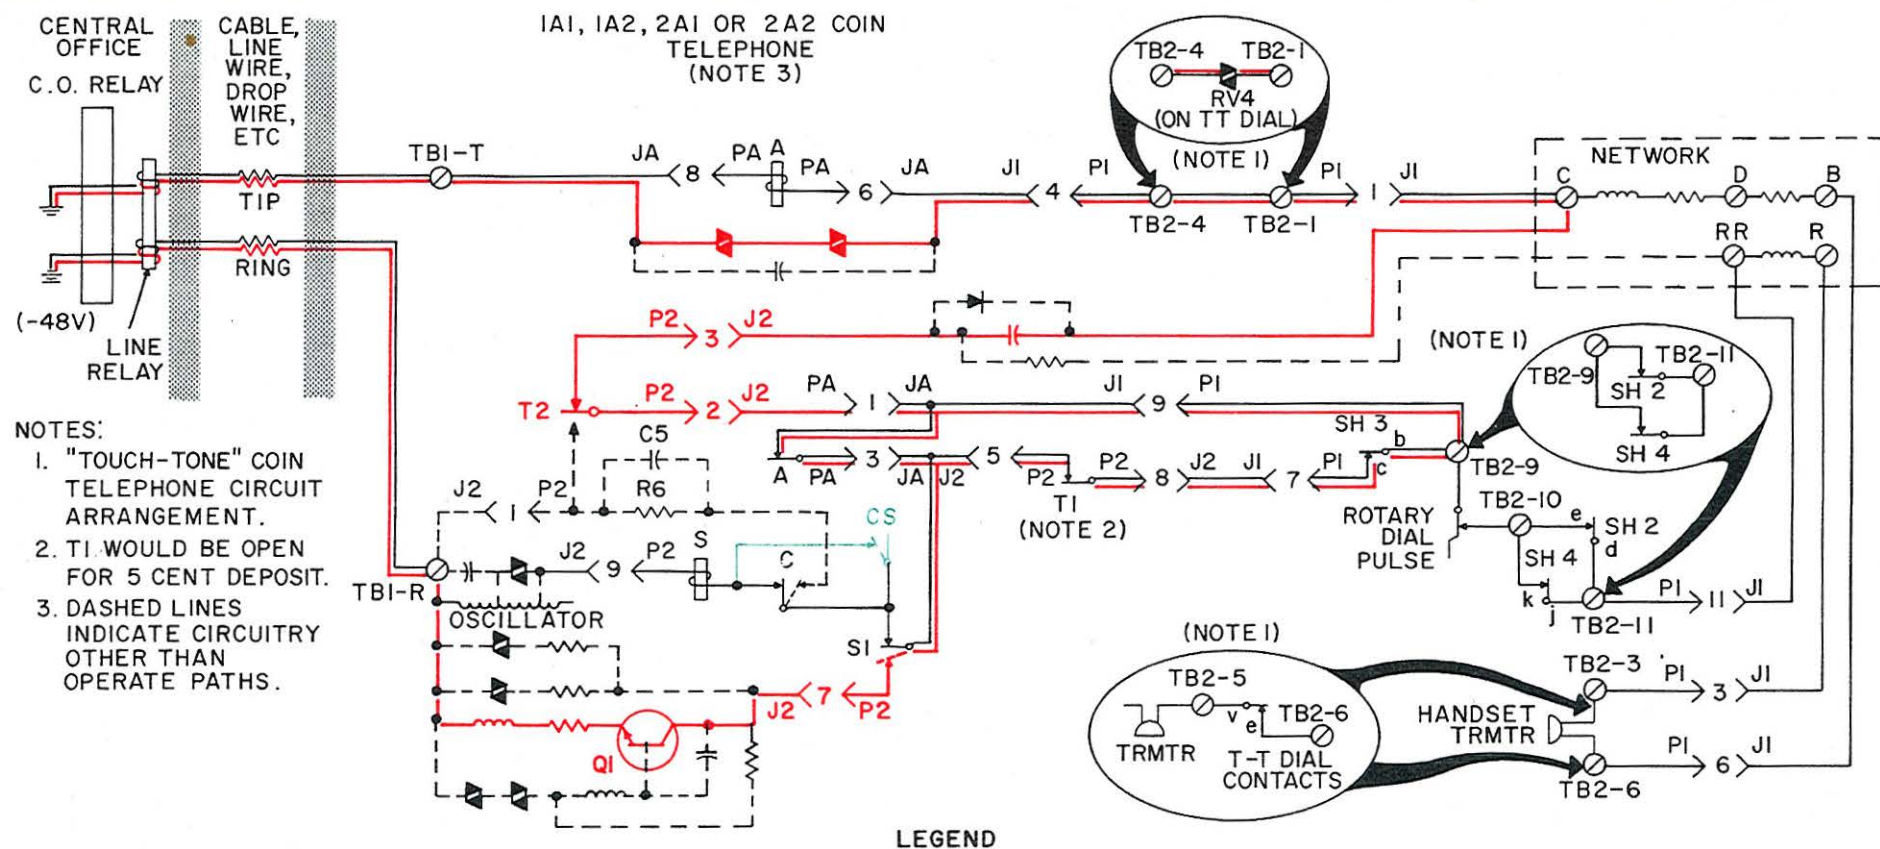 CENTRAL
OFFICE
C.O. RELAY
CABLE,
LINE
WIRE,
DROP
WIRE,
ETC
1A1, 1A2, 2A1 OR 2A2 COIN
TELEPHONE
(NOTE 3)
TB2-4 TB2-1
RV4
(ON TT DIAL)
(NOTE 1)
TB1-T
JA 8 PA A PA 6 JA J1 4 P1
TB2-4 TB2-1
P1 1 J1
NETWORK
C D B
RR R
TIP
RING
(-48V)
LINE
RELAY
P2 3 J2
T2
P2 2 J2
PA 1 JA
J1 9 P1
(NOTE 1)
TB2-9 TB2-11
SH 2
SH 4
A PA 3 JA J2 5 P2
T1
(NOTE 2)
P2 8 J2 J1 7 P1
SH 3
b
c
TB2-9
NOTES:
1. "TOUCH-TONE" COIN
TELEPHONE CIRCUIT
ARRANGEMENT.
2. T1 WOULD BE OPEN
FOR 5 CENT DEPOSIT.
3. DASHED LINES
INDICATE CIRCUITRY
OTHER THAN
OPERATE PATHS.
C5
R6
J2 1 P2
CS
J2 9 P2
S
C
TB1-R
OSCILLATOR
S1
J2 7 P2
Q1
ROTARY
DIAL
PULSE
TB2-10
e
SH 2
d
SH 4
k
j
TB2-11
P1 11 J1
(NOTE 1)
TB2-5
v
e
TB2-6
TRMTR
T-T DIAL
CONTACTS
TB2-3
P1 3 J1
HANDSET
TRMTR
TB2-6
P1 6 J1
LEGEND